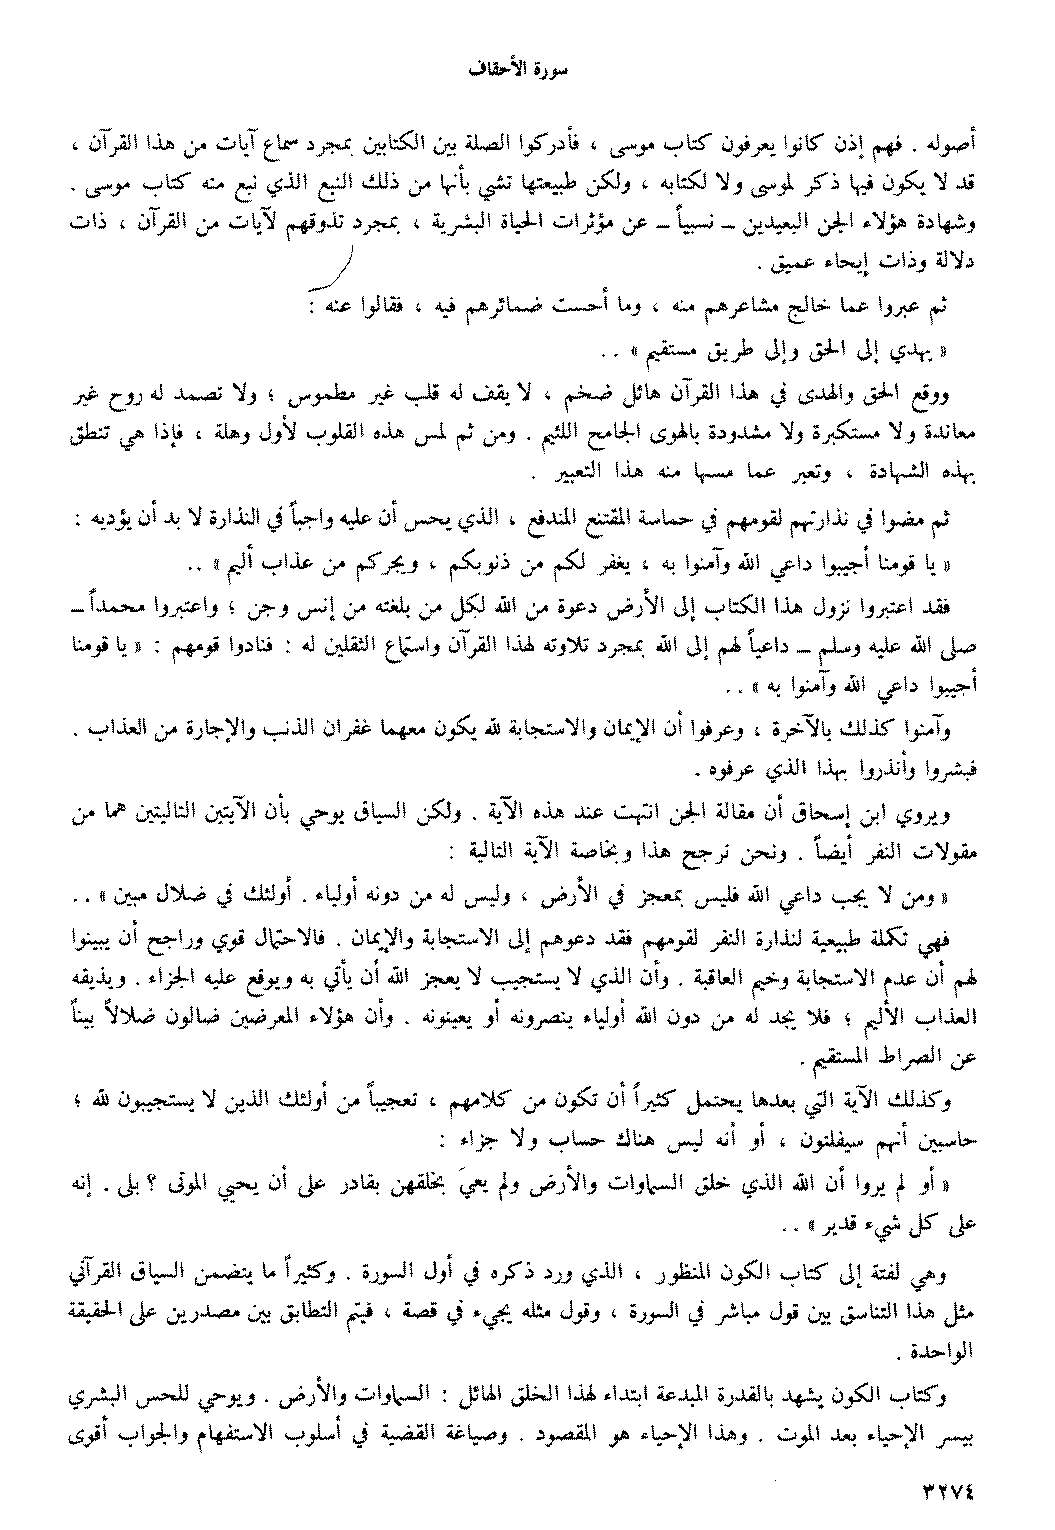 سورة الأحقاف
أصوله . فهم إذن كانوا يعرفون كتاب موسى ، فأدركوا الصلة بين الكتابين بمجرد سماع آيات من هذا القرآن ،
قد لا يكون فيها ذكر لموسى ولا لكتابه ، ولكن طبيعتها تشي بأنها من ذلك النبع الذي نبع منه كتاب موسى .
وشهادة هؤلاء الجن البعيدين – نسبياً – عن مؤثرات الحياة البشرية ، بمجرد تذوقهم لآيات من القرآن ، ذات
دلالة وذات إيحاء عميق .
ثم عبروا عما خالج مشاعرهم منه ، وما أحست ضمائرهم فيه ، فقالوا عنه :
« يهدي إلى الحق وإلى طريق مستقيم » . .
ووقع الحق والهدى في هذا القرآن هائل ضخم ، لا يقف له قلب غير مطموس ؛ ولا تصمد له روح غير
معاندة ولا مستكبرة ولا مشدودة بالهوى الجامح اللئيم . ومن ثم لمس هذه القلوب لأول وهلة ، فإذا هي تنطق
بهذه الشهادة ، وتعبر عما مسها منه هذا التعبير .
ثم مضوا في نذارتهم لقومهم في حماسة المقتنع المندفع ، الذي يحس أن عليه واجباً في النذارة لا بد أن يؤديه :
« يا قومنا أجيبوا داعي الله وآمنوا به ، يغفر لكم من ذنوبكم ، ويجركم من عذاب أليم » . .
فقد اعتبروا نزول هذا الكتاب إلى الأرض دعوة من الله لكل من بلغته من إنس وجن ؛ واعتبروا محمداً –
صلى الله عليه وسلم – داعياً لهم إلى الله بمجرد تلاوته لهذا القرآن واستماع الثقلين له : فنادوا قومهم : « يا قومنا
أجيبوا داعي الله وآمنوا به » . .
وآمنوا كذلك بالآخرة ، وعرفوا أن الإيمان والاستجابة لله يكون معهما غفران الذنب والإجارة من العذاب .
فبشروا وأنذروا بهذا الذي عرفوه .
ويروي ابن إسحاق أن مقالة الجن انتهت عند هذه الآية . ولكن السياق يوحي بأن الآيتين التاليتين هما من
مقولات النفر أيضاً . ونحن نرجح هذا وبخاصة الآية التالية :
« ومن لا يجب داعي الله فليس بمعجز في الأرض ، وليس له من دونه أولياء . أولئك في ضلال مبين » . .
فهي تكملة طبيعية لنذارة النفر لقومهم فقد دعوهم إلى الاستجابة والإيمان . فالاحتمال قوي وراجح أن يبينوا
لهم أن عدم الاستجابة وخيم العاقبة . وأن الذي لا يستجيب لا يعجز الله أن يأتي به ويوقع عليه الجزاء . ويذيقه
العذاب الأليم ؛ فلا يجد له من دون الله أولياء ينصرونه أو يعينونه . وأن هؤلاء المعرضين ضالون ضلالاً بيناً
عن الصراط المستقيم .
وكذلك الآية التي بعدها يحتمل كثيراً أن تكون من كلامهم ، تعجيباً من أولئك الذين لا يستجيبون لله ؛
حاسبين أنهم سيفلتون ، أو أنه ليس هناك حساب ولا جزاء :
« أو لم يروا أن الله الذي خلق السماوات والأرض ولم يعيَ بخلقهن بقادر على أن يحيي الموتى ؟ بلى . إنه
على كل شيء قدير » . .
وهي لفتة إلى كتاب الكون المنظور ، الذي ورد ذكره في أول السورة . وكثيراً ما يتضمن السياق القرآني
مثل هذا التناسق بين قول مباشر في السورة ، وقول مثله يجيء في قصة ، فيتم التطابق بين مصدرين على الحقيقة
الواحدة .
وكتاب الكون يشهد بالقدرة المبدعة ابتداء لهذا الخلق الهائل : السماوات والأرض . ويوحي للحس البشري
بيسر الإحياء بعد الموت . وهذا الإحياء هو المقصود . وصياغة القضية في أسلوب الاستفهام والجواب أقوى
٣٢٧٤